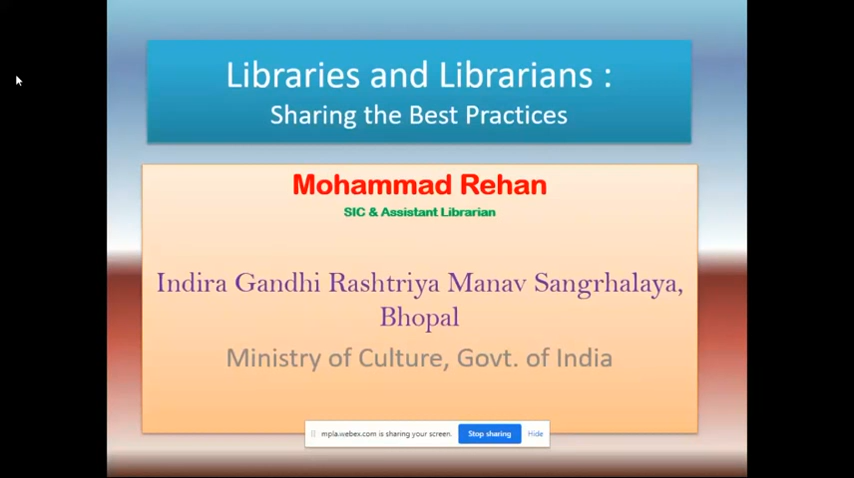 Libraries and Librarians :
Sharing the Best Practices
Mohammad Rehan
SIC & Assistant Librarian
Indira Gandhi Rashtriya Manav Sangrhalaya,
Bhopal
Ministry of Culture, Govt. of India
mpla.webex.com is sharing your screen. Stop sharing Hide